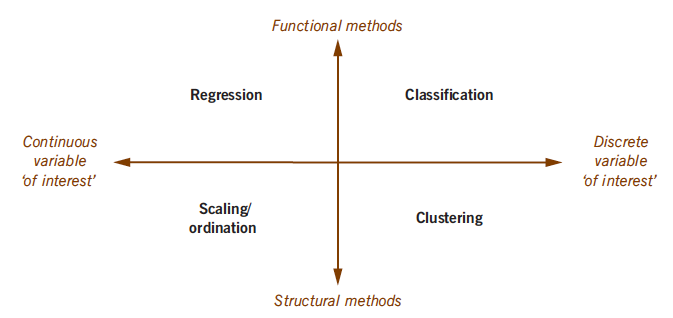 Functional methods
Regression
Classification
Continuous
variable
‘of interest’
Discrete
variable
‘of interest’
Scaling/
ordination
Clustering
Structural methods